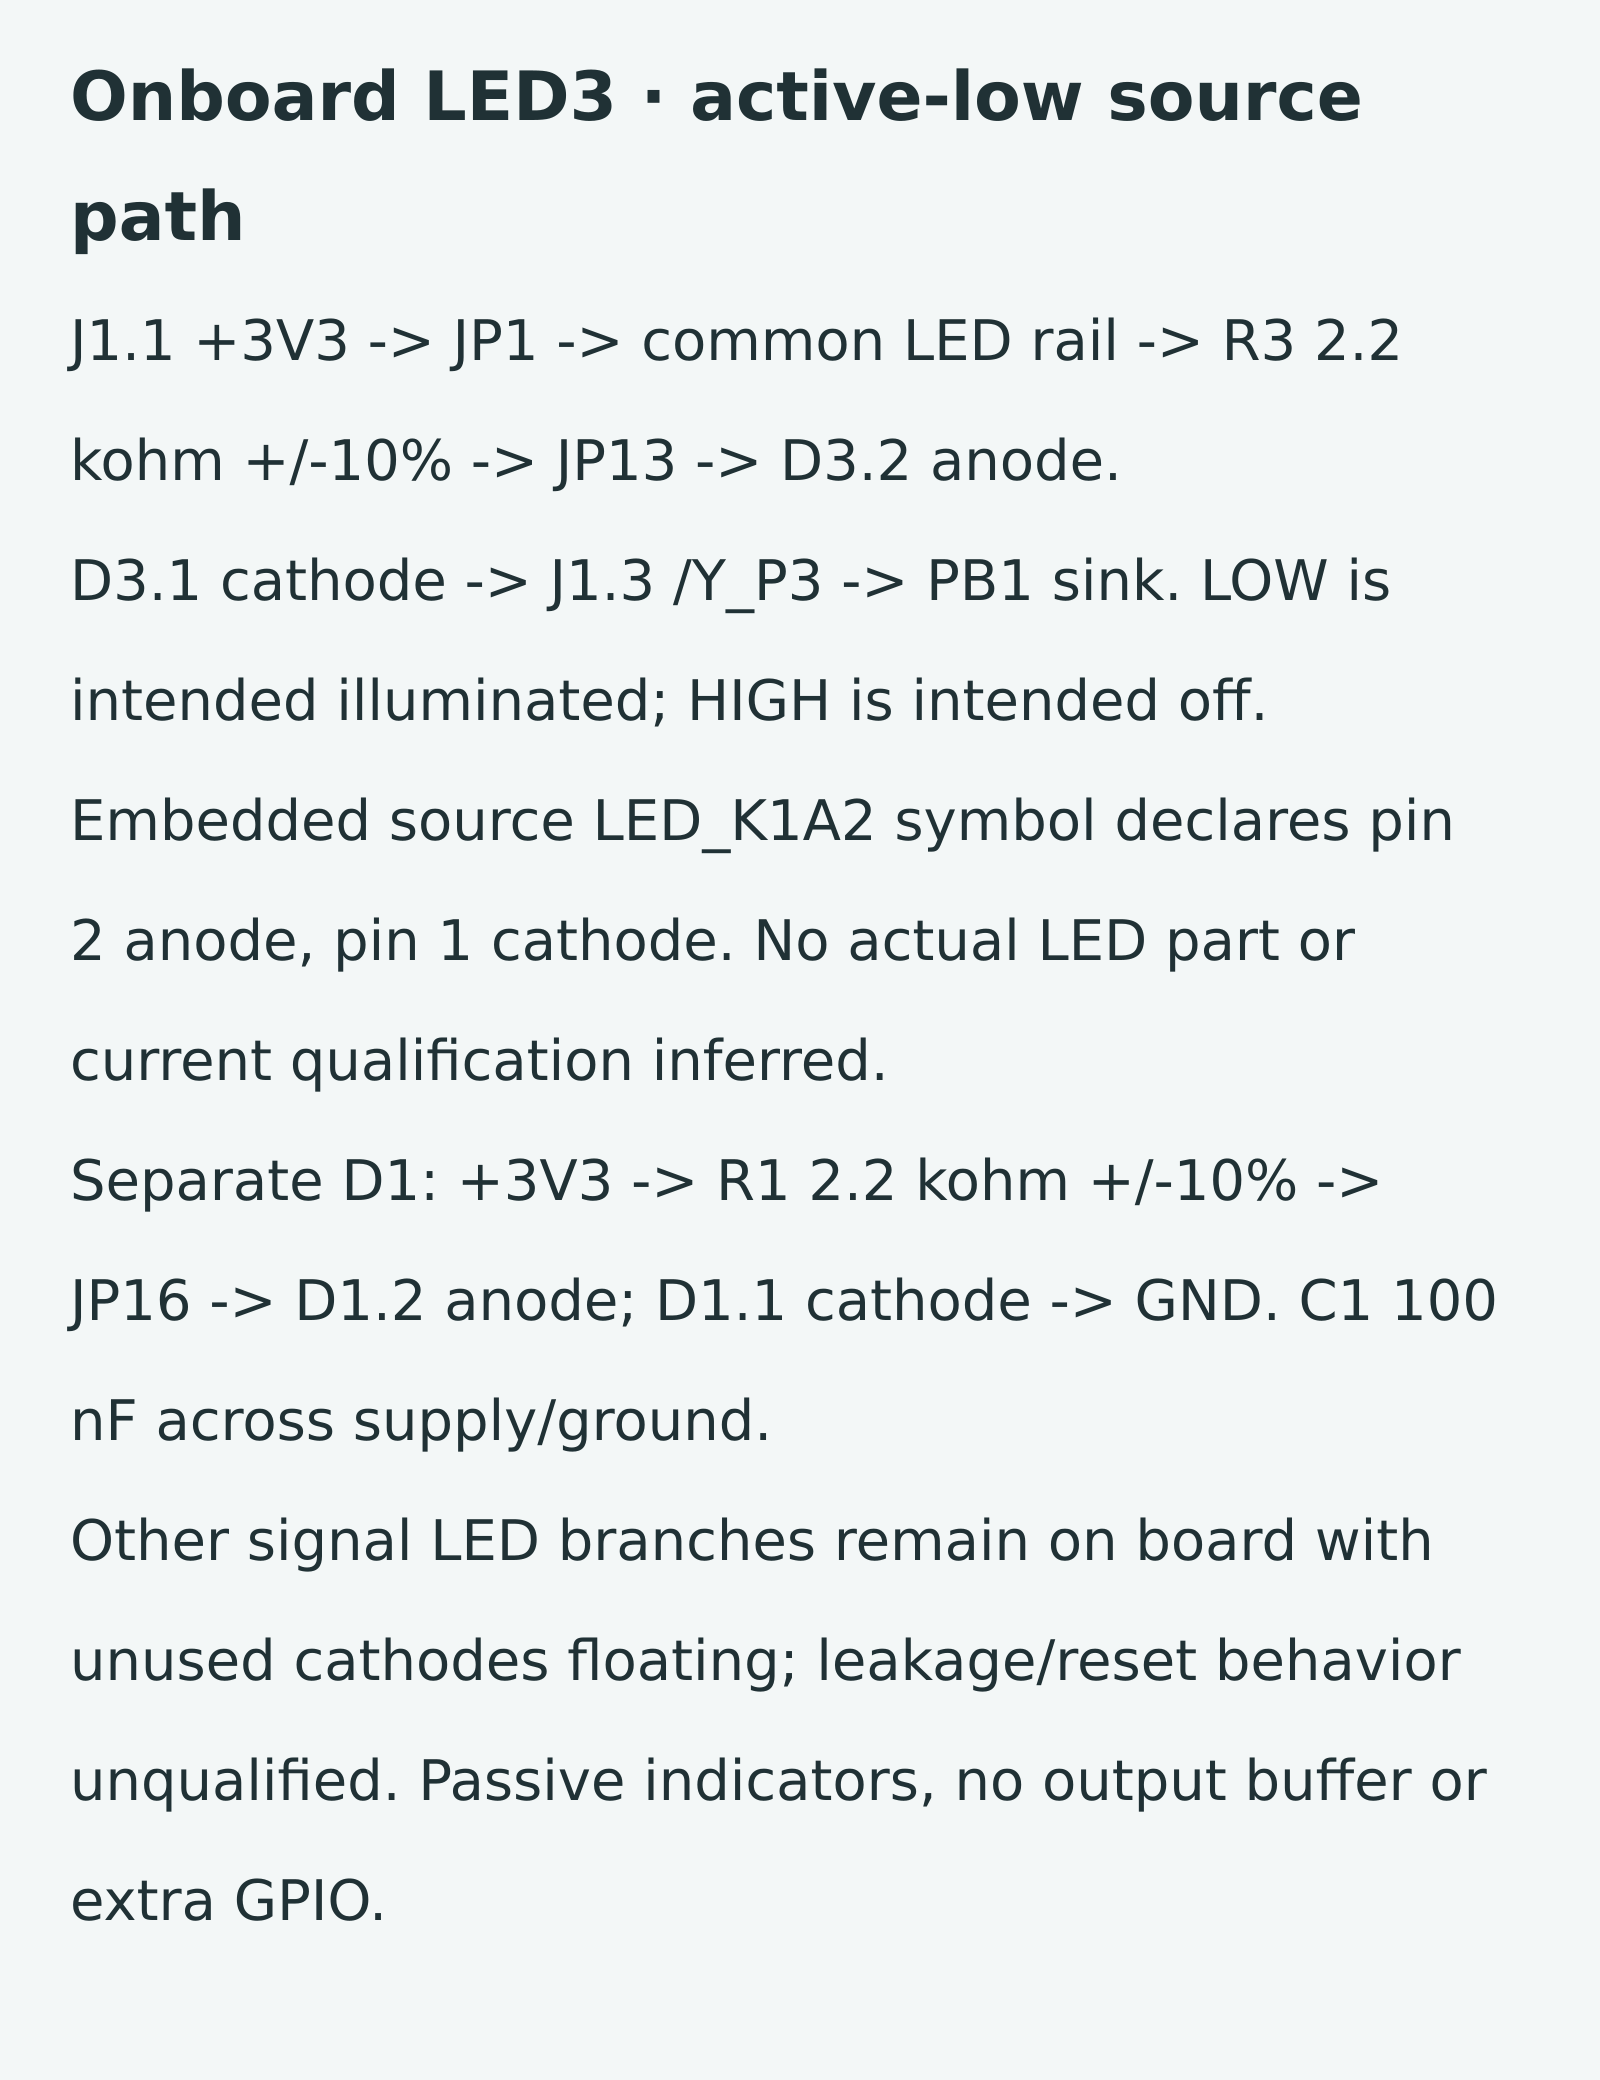 Onboard LED3 · active-low source
path
J1.1 +3V3 -> JP1 -> common LED rail -> R3 2.2
kohm +/-10% -> JP13 -> D3.2 anode.
D3.1 cathode -> J1.3 /Y_P3 -> PB1 sink. LOW is
intended illuminated; HIGH is intended off.
Embedded source LED_K1A2 symbol declares pin
2 anode, pin 1 cathode. No actual LED part or
current qualification inferred.
Separate D1: +3V3 -> R1 2.2 kohm +/-10% ->
JP16 -> D1.2 anode; D1.1 cathode -> GND. C1 100
nF across supply/ground.
Other signal LED branches remain on board with
unused cathodes floating; leakage/reset behavior
unqualified. Passive indicators, no output buffer or
extra GPIO.